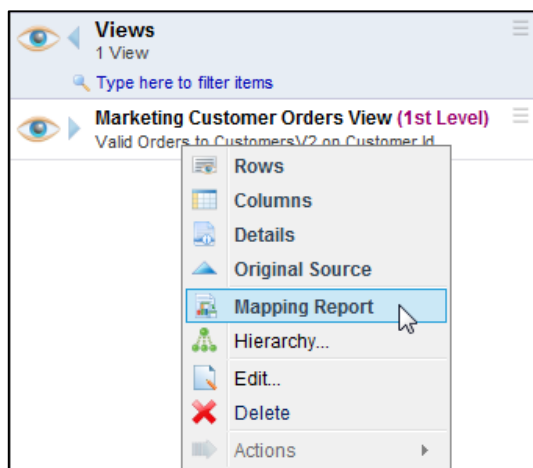 Views
1 View
Type here to filter items
Marketing Customer Orders View (1st Level)
Valid Orders to CustomersV2 on Customer Id
Rows
Columns
Details
Original Source
Mapping Report
Hierarchy...
Edit...
Delete
Actions